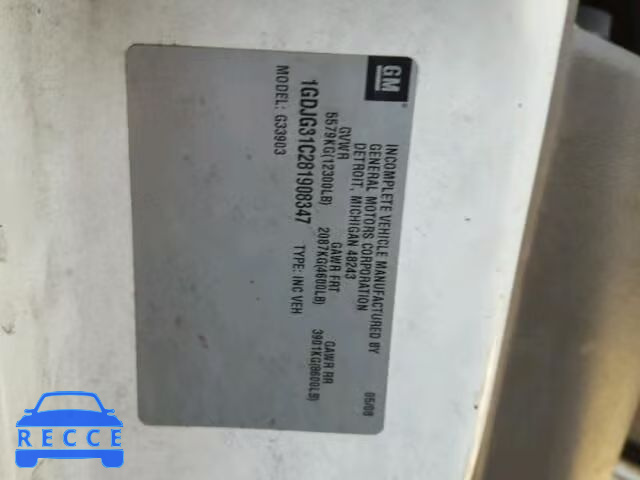 GM
INCOMPLETE VEHICLE MANUFACTURED BY
GENERAL MOTORS CORPORATION
DETROIT, MICHIGAN 48243
GVWR GAWR FRT GAWR RR
5579KG(12300LB) 2087KG(4600LB) 3901KG(8600LB)
1GDJG31C281908347 TYPE: INC VEH
MODEL: G33903
05/08
RECCE